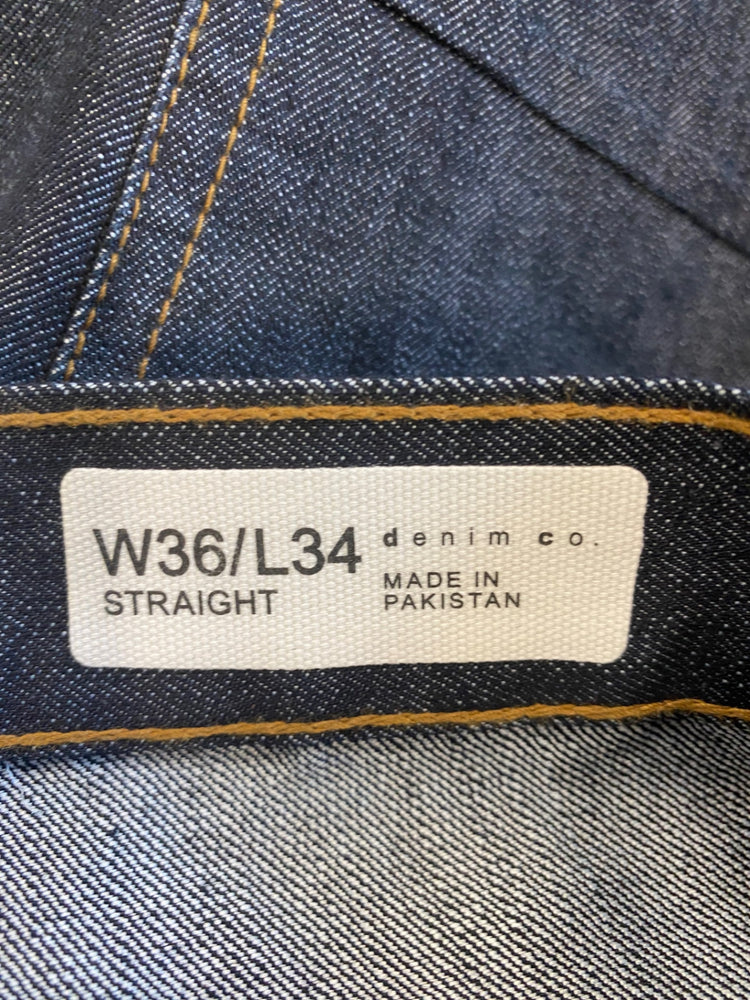 W36/L34
STRAIGHT
denim co.
MADE IN
PAKISTAN